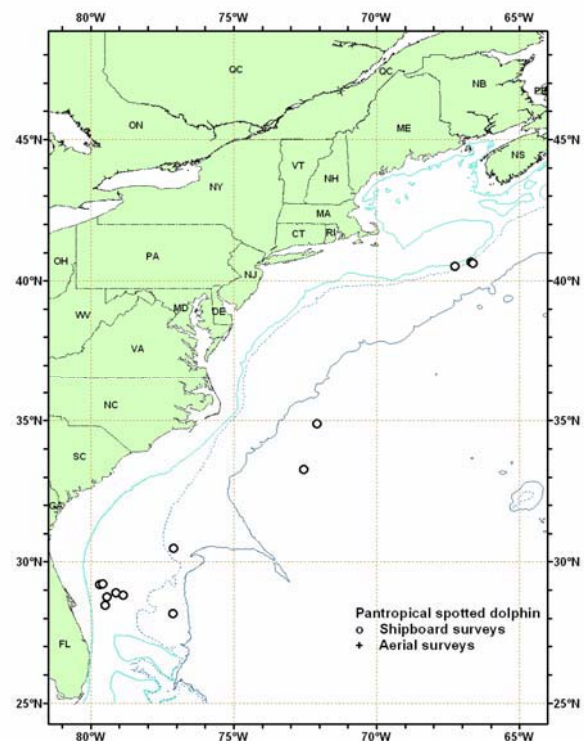 80°W 75°W 70°W 65°W
QC QC NB PE
ON ME
45°N 45°N
NS
VT
NH
NY
MA
CT RI
PA
OH 40°N 40°N
NJ
MD DE
WV
VA
35°N NC 35°N
SC
GA
30°N 30°N
Pantropical spotted dolphin
Shipboard surveys
FL Aerial surveys
25°N 25°N
80°W 75°W 70°W 65°W